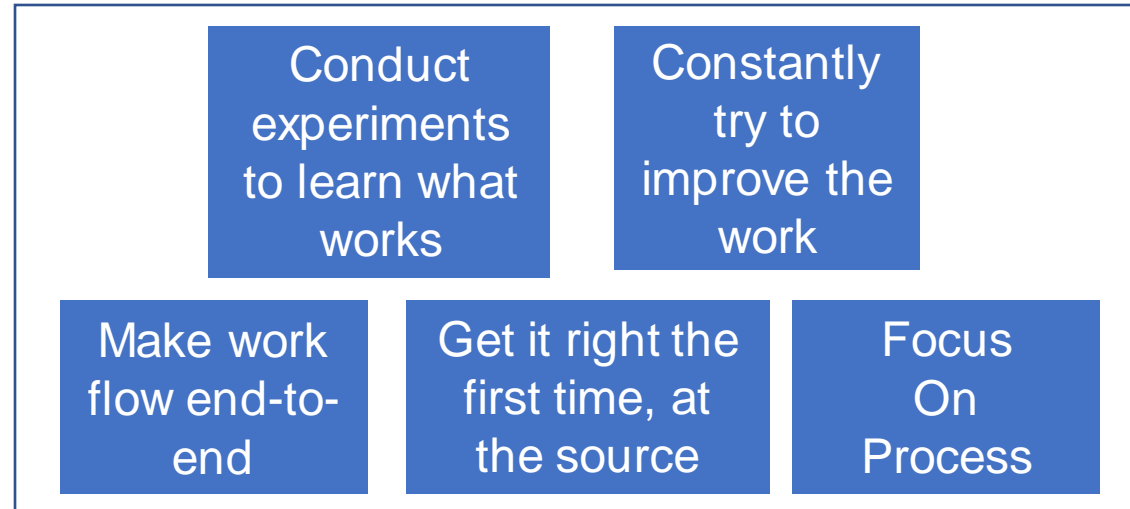 Conduct
experiments
to learn what
works
Constantly
try to
improve the
work
Make work
flow end-to-
end
Get it right the
first time, at
the source
Focus
On
Process